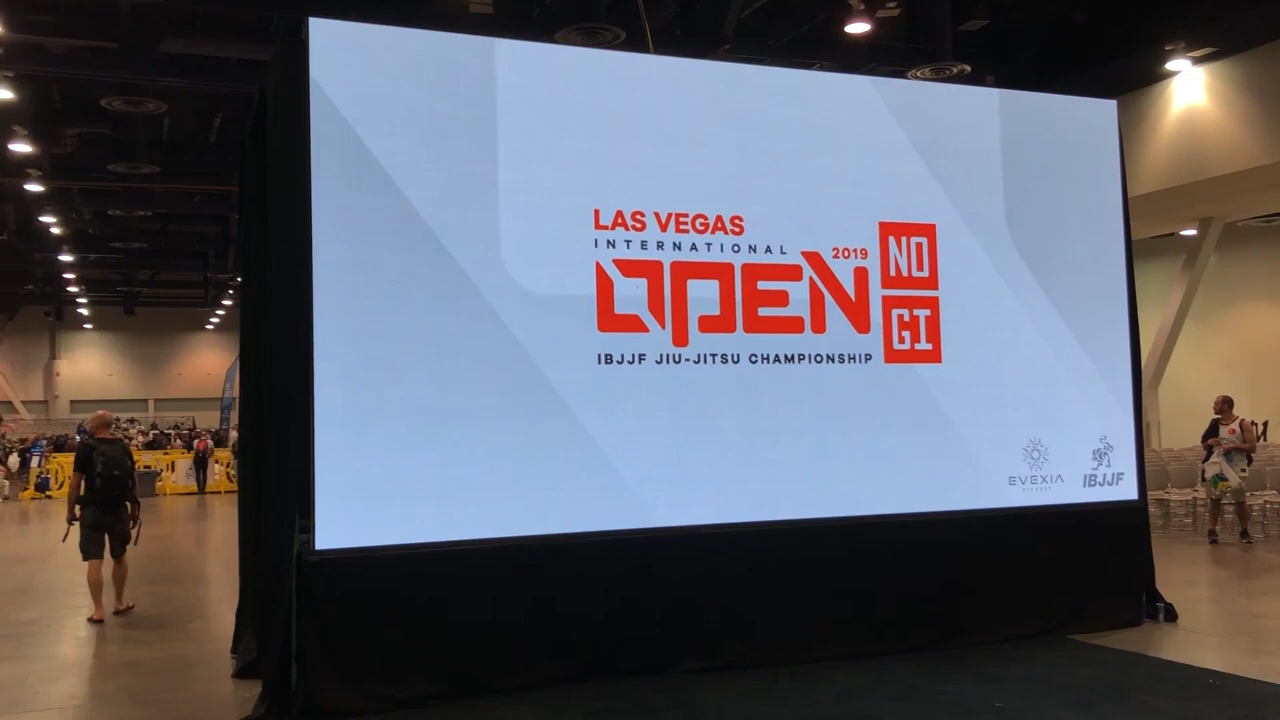 LAS VEGAS
INTERNATIONAL
2019
OPEN
NO
GI
IBJJF JIU-JITSU CHAMPIONSHIP
EVEXIA
IBJJF